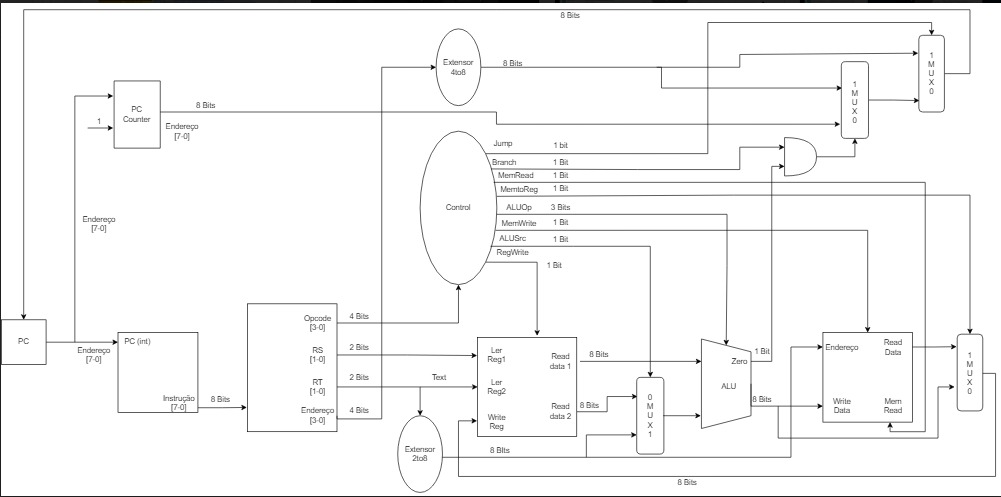 8 Bits
Extensor
4to8
8 Bits
1
M
U
X
0
1
M
U
X
0
PC
Counter
1
8 Bits
Endereço
[7-0]
Jump
1 bit
Branch
1 Bit
MemRead
1 Bit
MemtoReg
1 Bit
Control
ALUOp
3 Bits
MemWrite
1 Bit
ALUSrc
1 Bit
RegWrite
1 Bit
Endereço
[7-0]
PC
Endereço
[7-0]
PC (int)
Instrução
[7-0]
8 Bits
Opcode
[3-0]
4 Bits
RS
[1-0]
2 Bits
RT
[1-0]
2 Bits
Text
Endereço
[3-0]
4 Bits
Extensor
2to8
8 BIts
Ler
Reg1
Ler
Reg2
Write
Reg
Read
data 1
Read
data 2
8 Bits
8 Bits
0
M
U
X
1
Zero
ALU
1 Bit
8 Bits
Endereço
Read
Data
Write
Data
Mem
Read
1
M
U
X
0
8 Bits